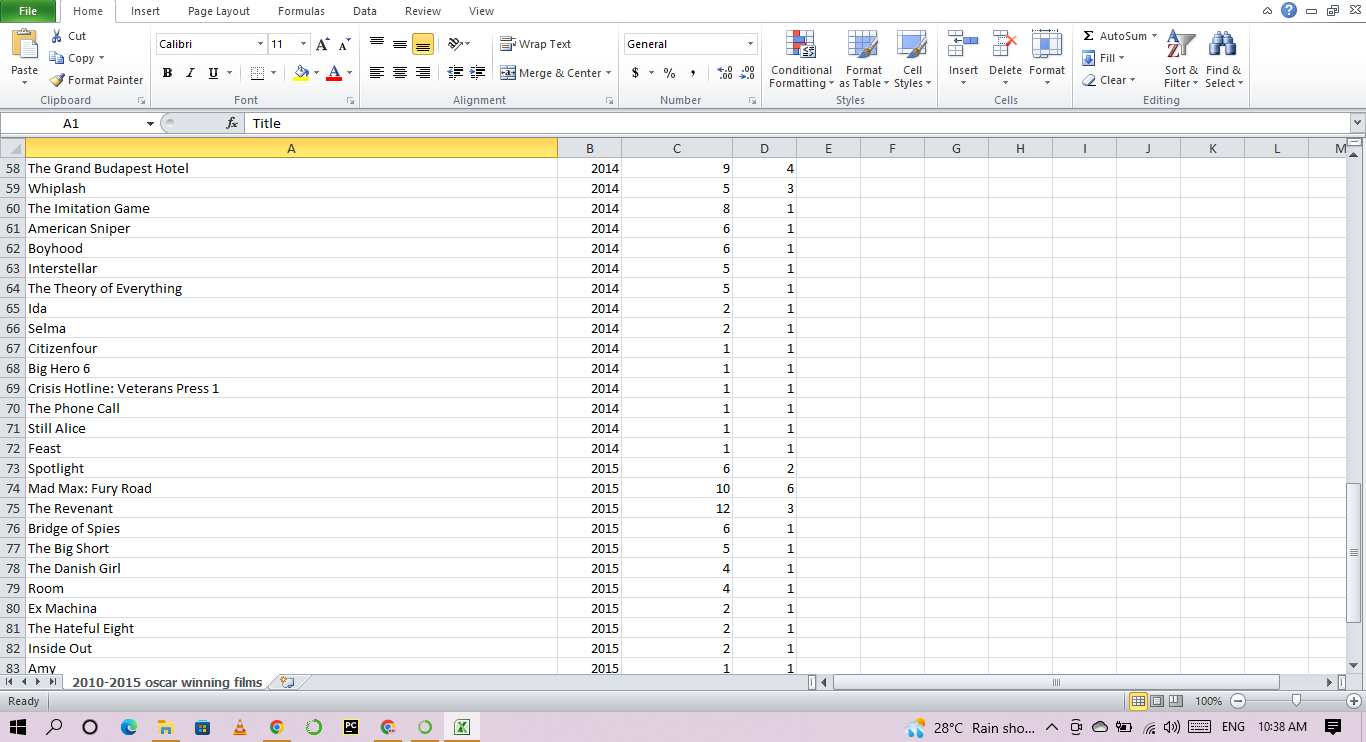 File Home Insert Page Layout Formulas Data Review View
Cut
Copy
Format Painter
Paste
Clipboard
Calibri 11 A A
B I U A
Font
Wrap Text
Merge & Center
Alignment
General
$ % , .00 .00
Number
Conditional Formatting
Format as Table
Cell Styles
Styles
Insert Delete Format
Cells
Σ AutoSum
Fill
Clear
Sort & Filter
Find & Select
Editing
A1 fx Title
A B C D E F G H I J K L M
58 The Grand Budapest Hotel 2014 9 4
59 Whiplash 2014 5 3
60 The Imitation Game 2014 8 1
61 American Sniper 2014 6 1
62 Boyhood 2014 6 1
63 Interstellar 2014 5 1
64 The Theory of Everything 2014 5 1
65 Ida 2014 2 1
66 Selma 2014 2 1
67 Citizenfour 2014 1 1
68 Big Hero 6 2014 1 1
69 Crisis Hotline: Veterans Press 1 2014 1 1
70 The Phone Call 2014 1 1
71 Still Alice 2014 1 1
72 Feast 2014 1 1
73 Spotlight 2015 6 2
74 Mad Max: Fury Road 2015 10 6
75 The Revenant 2015 12 3
76 Bridge of Spies 2015 6 1
77 The Big Short 2015 5 1
78 The Danish Girl 2015 4 1
79 Room 2015 4 1
80 Ex Machina 2015 2 1
81 The Hateful Eight 2015 2 1
82 Inside Out 2015 2 1
83 Amy 2015 1 1
2010-2015 oscar winning films
Ready 100%
PC 28°C Rain sho... ENG 10:38 AM